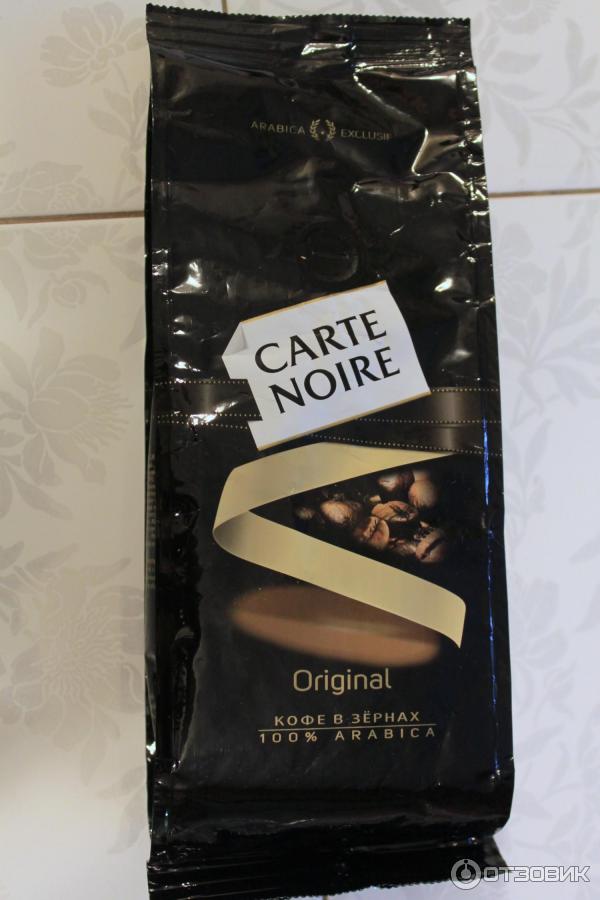 ARABICA EXCLUSIF
CARTE
NOIRE
Original
КОФЕ В ЗЁРНАХ
100% ARABICA
ОТЗОВИК